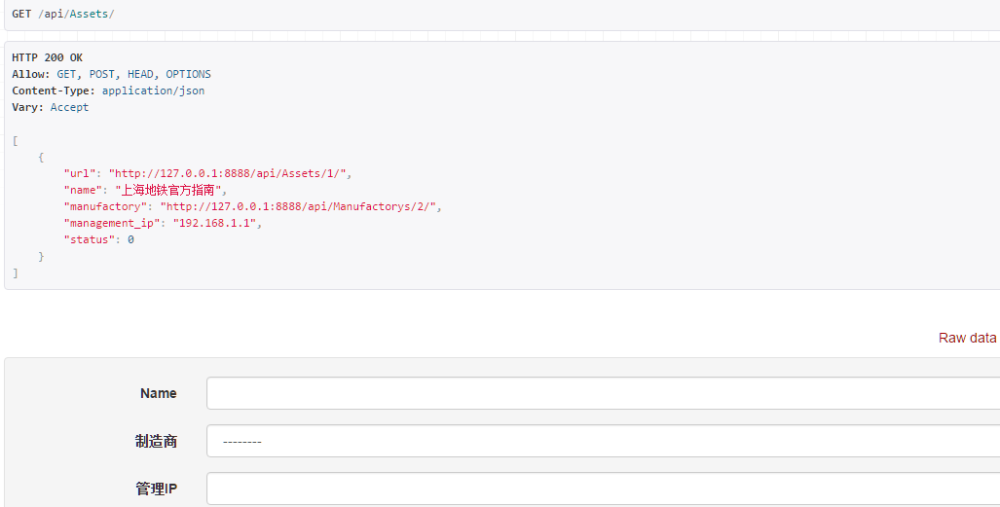 GET /api/Assets/
HTTP 200 OK
Allow: GET, POST, HEAD, OPTIONS
Content-Type: application/json
Vary: Accept
[
{
"url": "http://127.0.0.1:8888/api/Assets/1/",
"name": "上海地铁官方指南",
"manufactory": "http://127.0.0.1:8888/api/Manufactorys/2/",
"management_ip": "192.168.1.1",
"status": 0
}
]
Raw data
Name
制造商 --------
管理IP